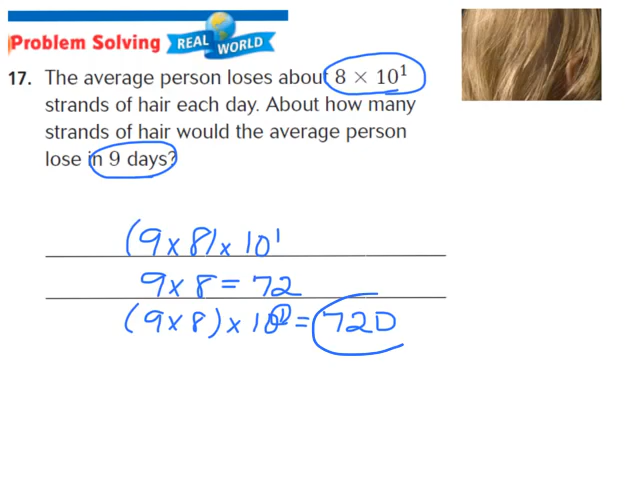 Problem Solving REAL WORLD
17. The average person loses about 8 × 10¹
strands of hair each day. About how many
strands of hair would the average person
lose in 9 days?
(9 x 8) x 10¹
9 x 8 = 72
(9 x 8) x 10¹ = 720